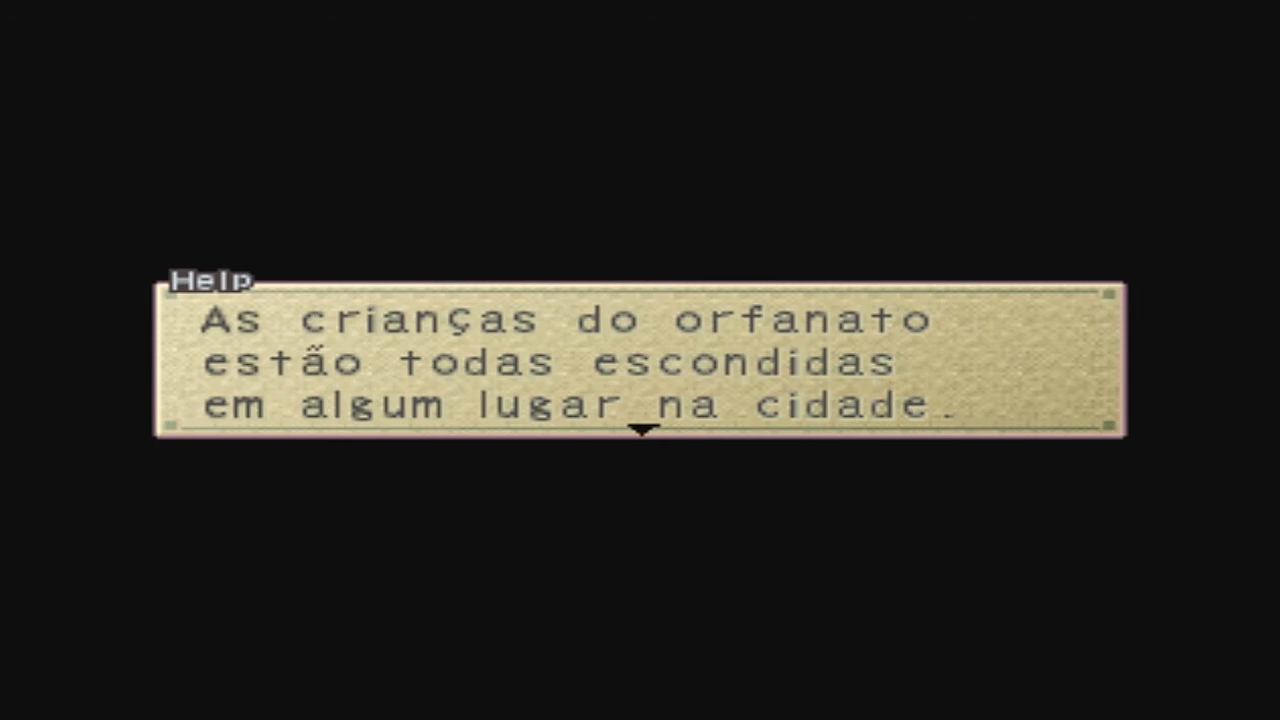 Help
As crianças do orfanato
estão todas escondidas
em algum lugar na cidade.